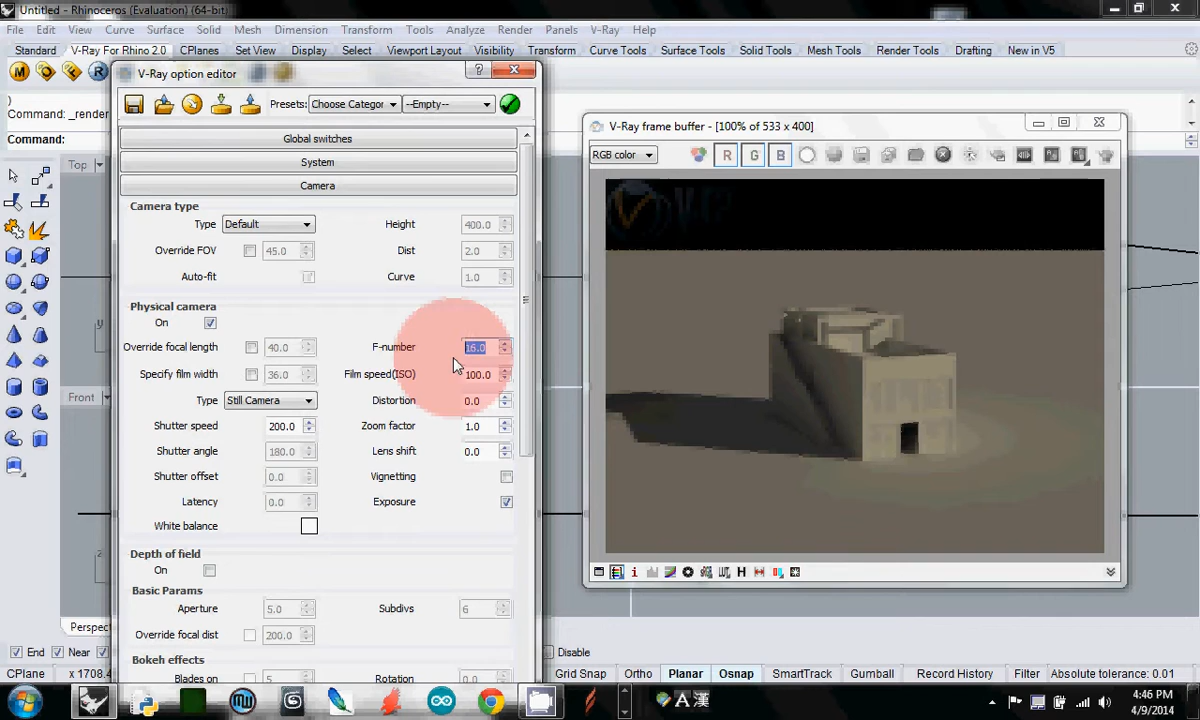 Untitled - Rhinoceros (Evaluation) (64-bit)
File Edit View Curve Surface Solid Mesh Dimension Transform Tools Analyze Render Panels V-Ray Help
Standard V-Ray For Rhino 2.0 CPlanes Set View Display Select Viewport Layout Visibility Transform Curve Tools Surface Tools Solid Tools Mesh Tools Render Tools Drafting New in V5
M R
)
Command: _render
Command:
Top
Front
Perspect
V-Ray option editor
Presets: Choose Categor --Empty--
Global switches
System
Camera
Camera type
Type Default Height 400.0
Override FOV 45.0 Dist 2.0
Auto-fit Curve 1.0
Physical camera
On
Override focal length 40.0 F-number 16.0
Specify film width 36.0 Film speed(ISO) 100.0
Type Still Camera Distortion 0.0
Shutter speed 200.0 Zoom factor 1.0
Shutter angle 180.0 Lens shift 0.0
Shutter offset 0.0 Vignetting
Latency 0.0 Exposure
White balance
Depth of field
On
Basic Params
Aperture 5.0 Subdivs 6
Override focal dist 200.0
Bokeh effects
Blades on 5 Rotation 0.0
V-Ray frame buffer - [100% of 533 x 400]
RGB color R G B
i H
End Near Disable
CPlane x 1708.4 Grid Snap Ortho Planar Osnap SmartTrack Gumball Record History Filter Absolute tolerance: 0.01
A 漢
4:46 PM
4/9/2014